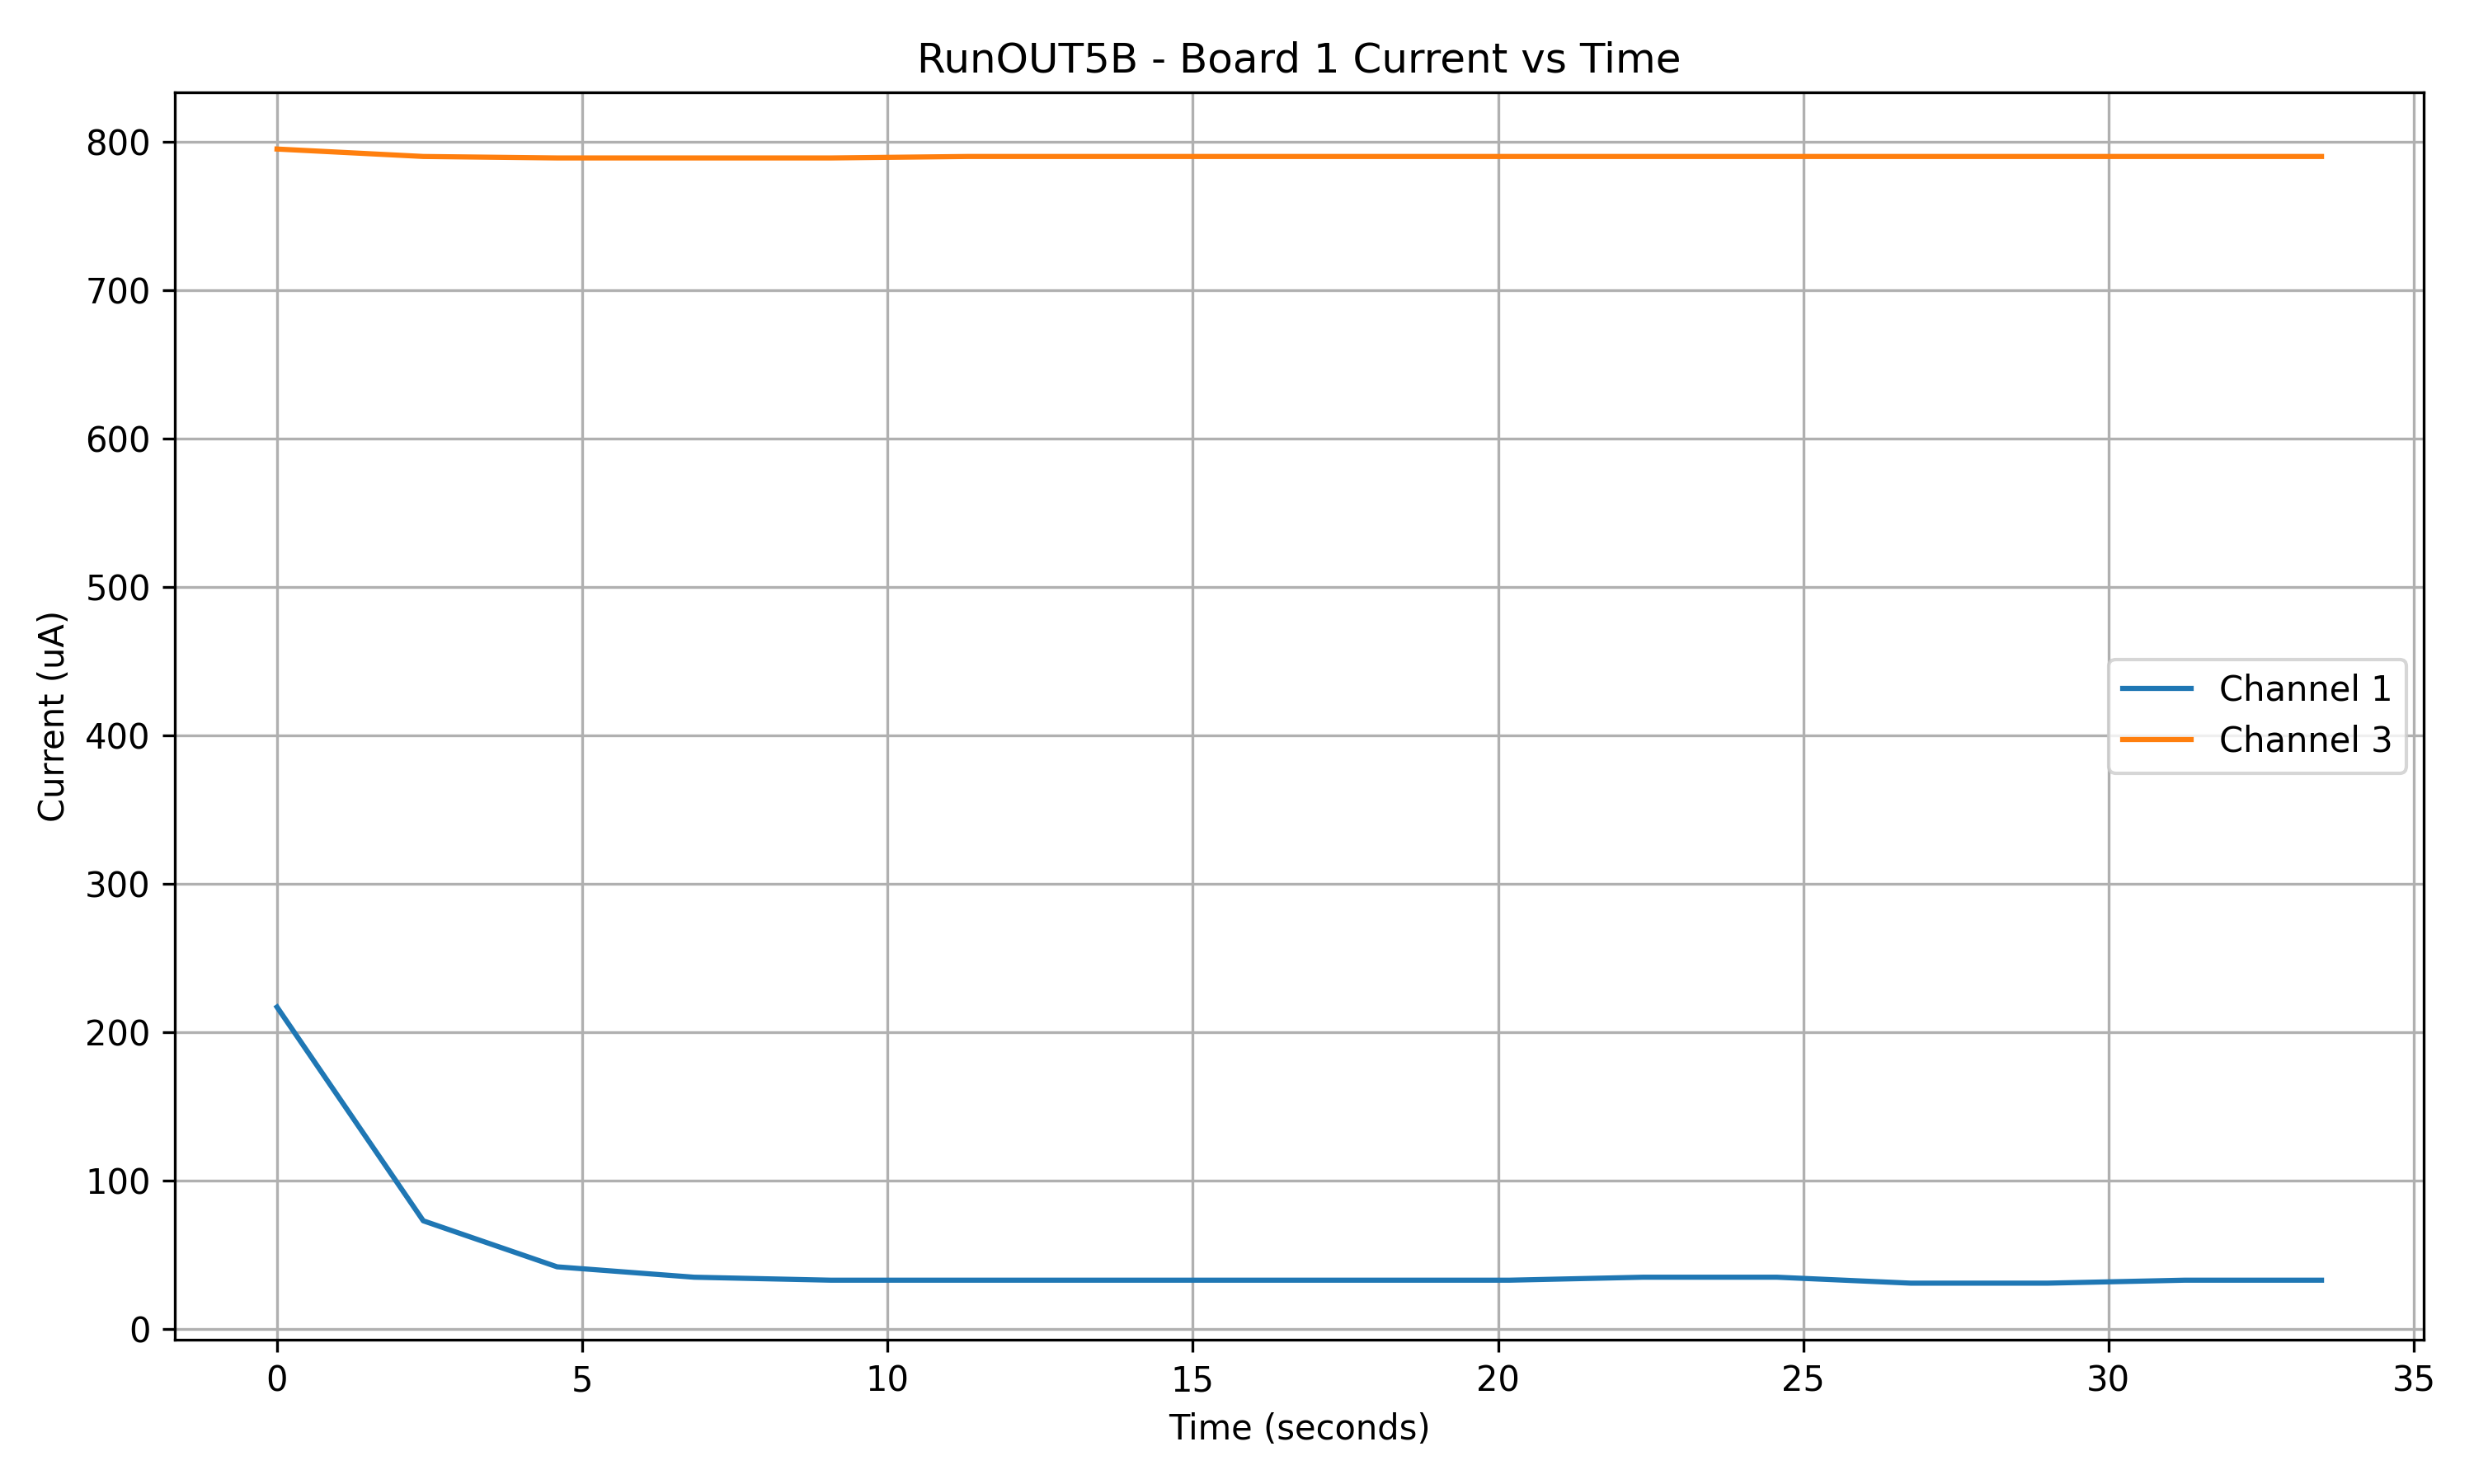 RunOUT5B - Board 1 Current vs Time
800
700
600
500
400
300
200
100
0
Current (uA)
Channel 1
Channel 3
0 5 10 15 20 25 30 35
Time (seconds)